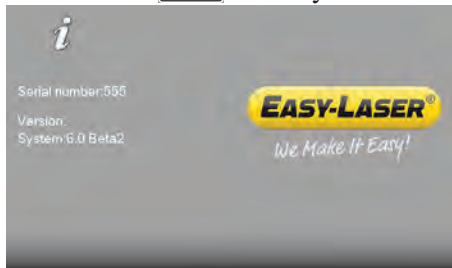 i
Serial number:555
Version:
System:6.0 Beta2
EASY-LASER®
We Make It Easy!